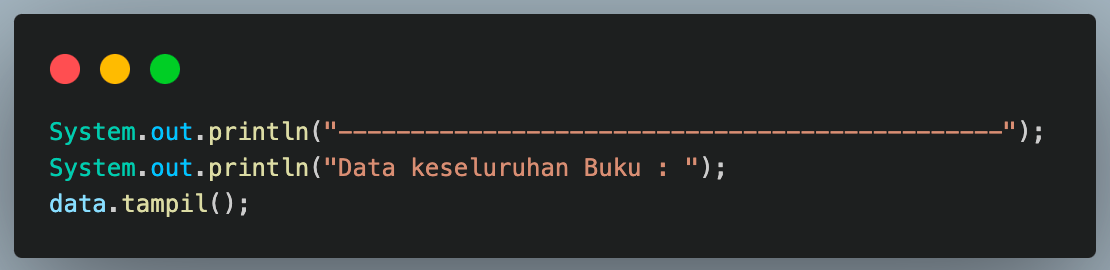 System.out.println("----------------------------------------------");
System.out.println("Data keseluruhan Buku : ");
data.tampil();